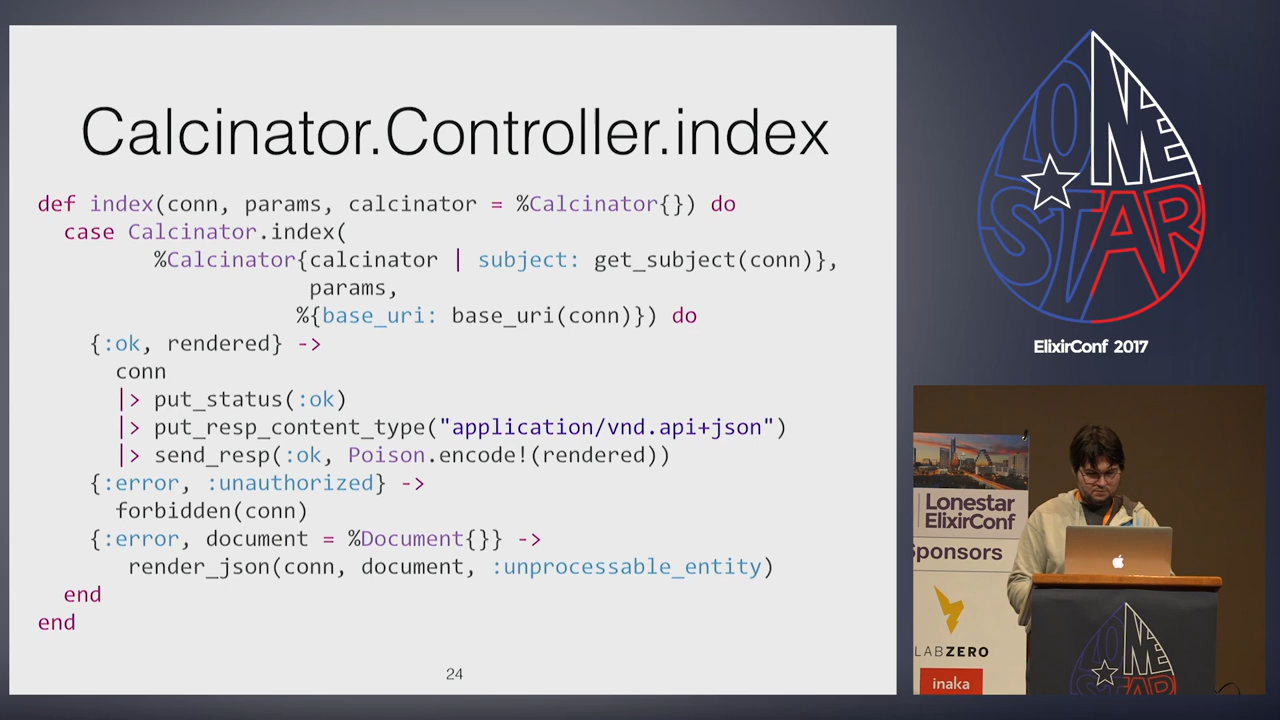 Calcinator.Controller.index
def index(conn, params, calcinator = %Calcinator{}) do
  case Calcinator.index(
         %Calcinator{calcinator | subject: get_subject(conn)},
                     params,
                    %{base_uri: base_uri(conn)}) do
    {:ok, rendered} ->
      conn
      |> put_status(:ok)
      |> put_resp_content_type("application/vnd.api+json")
      |> send_resp(:ok, Poison.encode!(rendered))
    {:error, :unauthorized} ->
      forbidden(conn)
    {:error, document = %Document{}} ->
       render_json(conn, document, :unprocessable_entity)
  end
end
24
LONE
STAR
ElixirConf 2017
Lonestar
ElixirConf
Sponsors
LABZERO
inaka
LONE
STAR